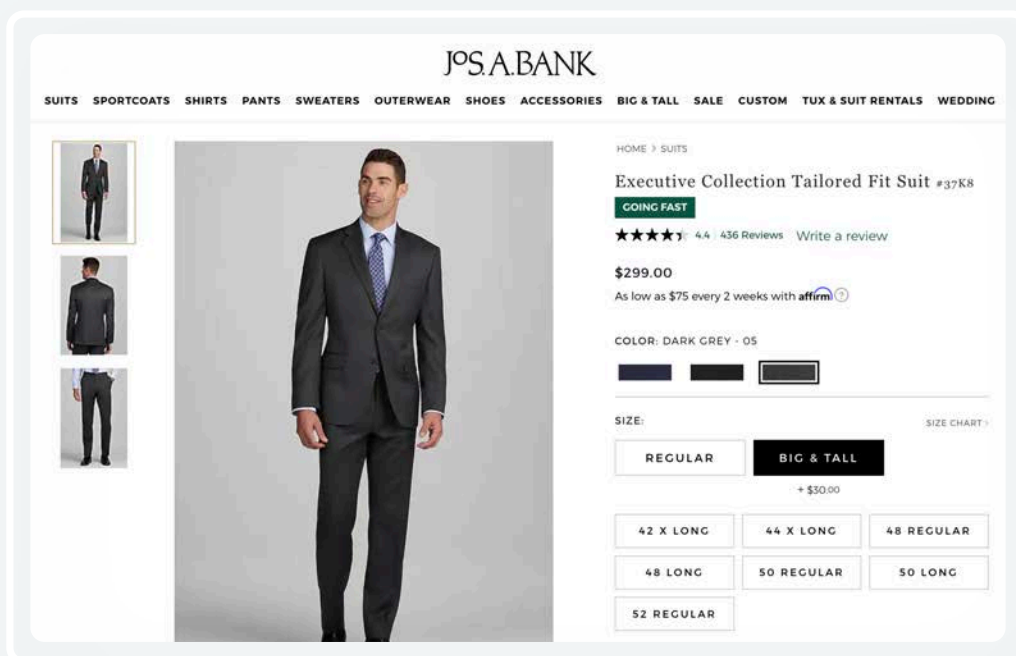 JOS. A. BANK
SUITS SPORTCOATS SHIRTS PANTS SWEATERS OUTERWEAR SHOES ACCESSORIES BIG & TALL SALE CUSTOM TUX & SUIT RENTALS WEDDING
HOME > SUITS
Executive Collection Tailored Fit Suit #37K8
GOING FAST
4.4 436 Reviews Write a review
$299.00
As low as $75 every 2 weeks with affirm ?
COLOR: DARK GREY - 05
SIZE: SIZE CHART >
REGULAR BIG & TALL
+ $30.00
42 X LONG 44 X LONG 48 REGULAR
48 LONG 50 REGULAR 50 LONG
52 REGULAR